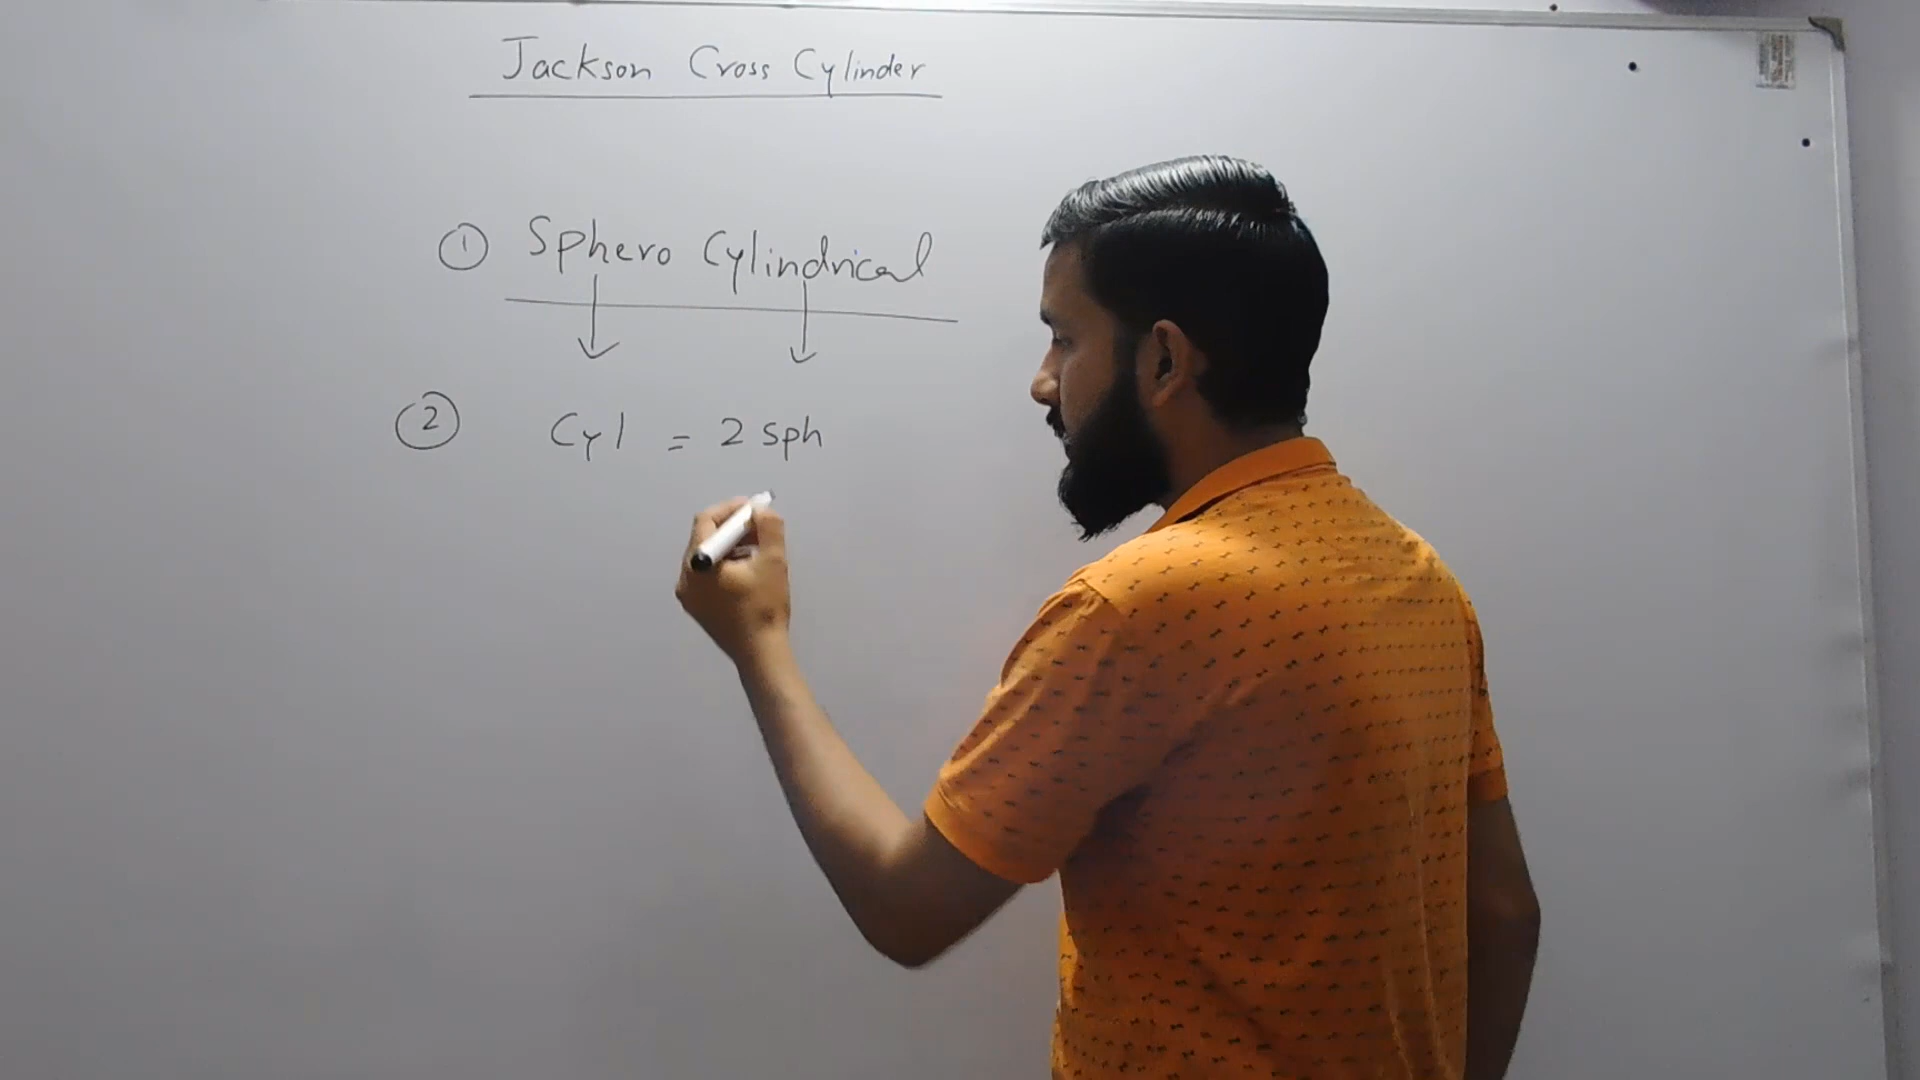 Jackson Cross Cylinder
① Sphero Cylindrical
② Cyl = 2 sph